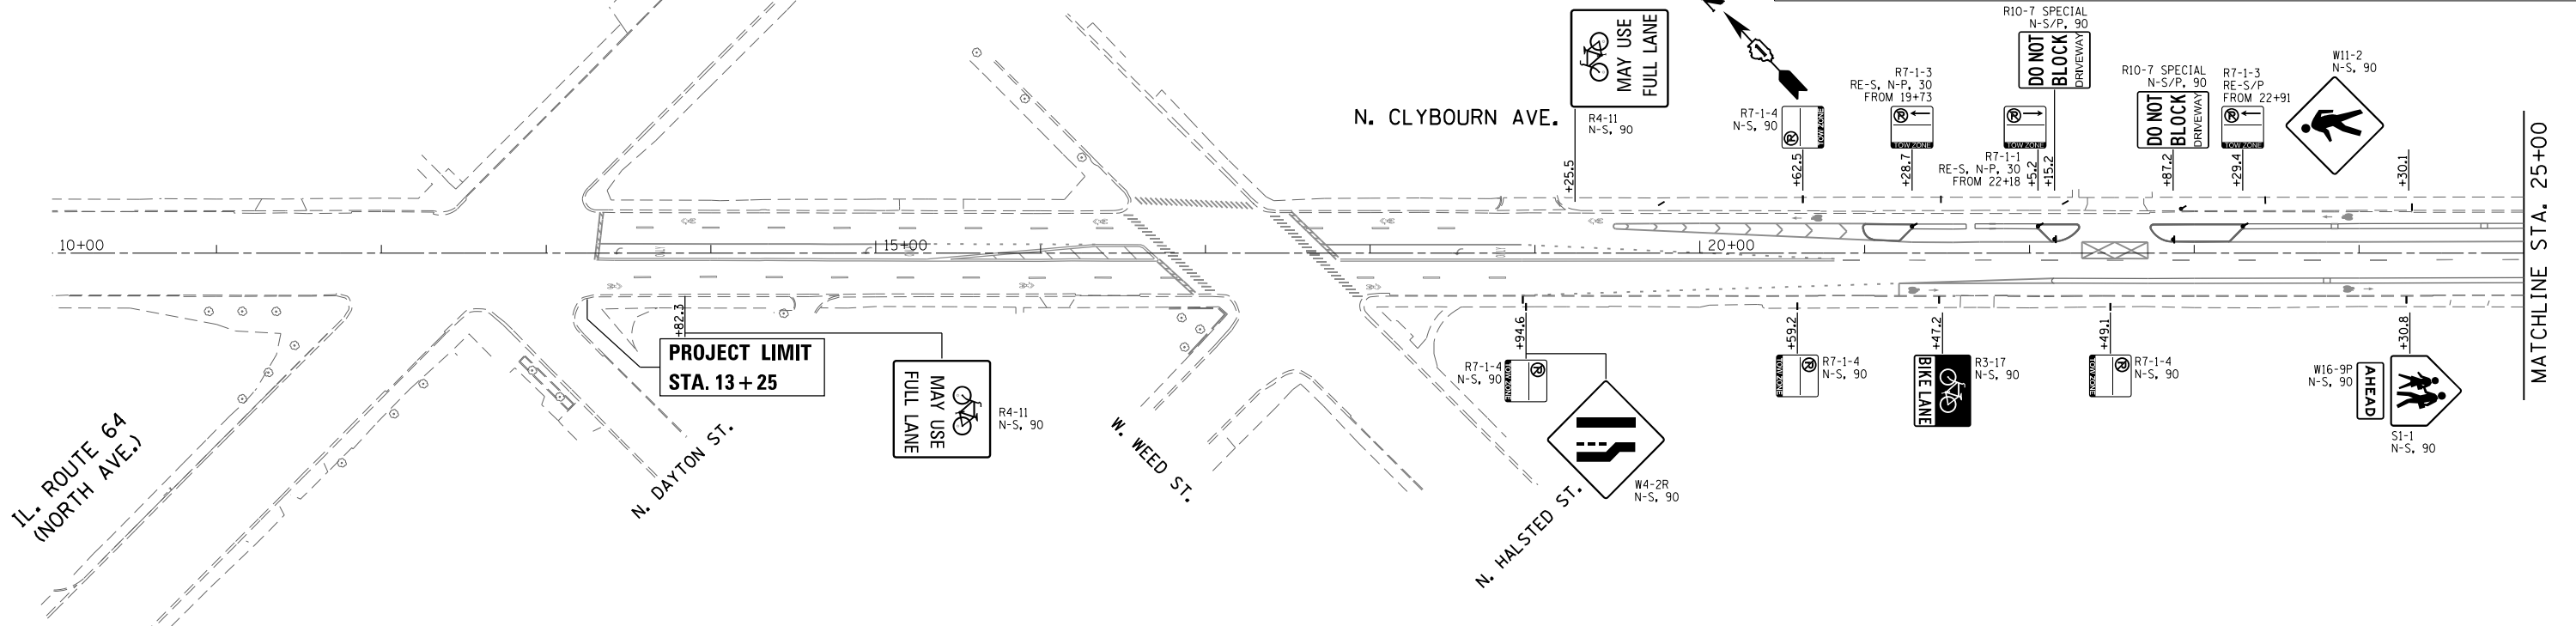 R10-7 SPECIAL
N-S/P, 90
DO NOT
BLOCK
DRIVEWAY
MAY USE
FULL LANE
R4-11
N-S, 90
+25.5
N. CLYBOURN AVE.
1
R7-1-4
N-S, 90
TOW ZONE
+62.5
R7-1-3
RE-S, N-P, 30
FROM 19+73
TOW ZONE
+28.7
TOW ZONE
R7-1-1
RE-S, N-P, 30
FROM 22+18
+5.2
+15.2
R10-7 SPECIAL
N-S/P, 90
DO NOT
BLOCK
DRIVEWAY
+87.2
R7-1-3
RE-S/P
FROM 22+91
TOW ZONE
+29.4
W11-2
N-S, 90
+30.1
MATCHLINE STA. 25+00
10+00
15+00
20+00
ONLY
ONLY
ONLY
+82.3
PROJECT LIMIT
STA. 13+25
MAY USE
FULL LANE
R4-11
N-S, 90
+94.6
R7-1-4
N-S, 90
TOW ZONE
W4-2R
N-S, 90
+59.2
TOW ZONE
R7-1-4
N-S, 90
+47.2
BIKE LANE
R3-17
N-S, 90
+49.1
TOW ZONE
R7-1-4
N-S, 90
+30.8
W16-9P
N-S, 90
AHEAD
S1-1
N-S, 90
IL. ROUTE 64
(NORTH AVE.)
N. DAYTON ST.
W. WEED ST.
N. HALSTED ST.